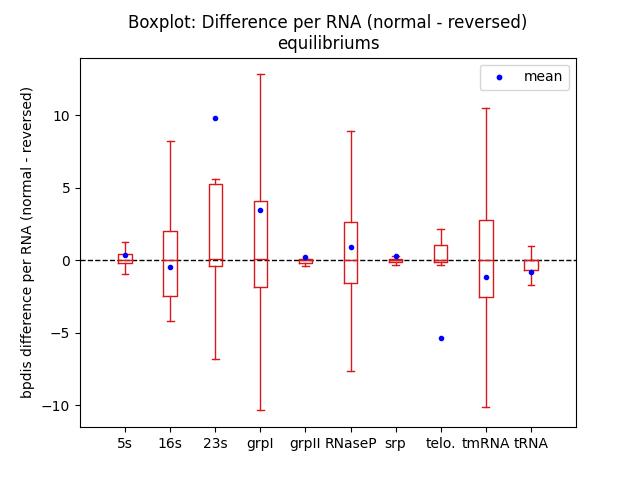 Boxplot: Difference per RNA (normal - reversed)
equilibriums
mean
bpdis difference per RNA (normal - reversed)
10
5
0
−5
−10
5s 16s 23s grpI grpII RNaseP srp telo. tmRNA tRNA